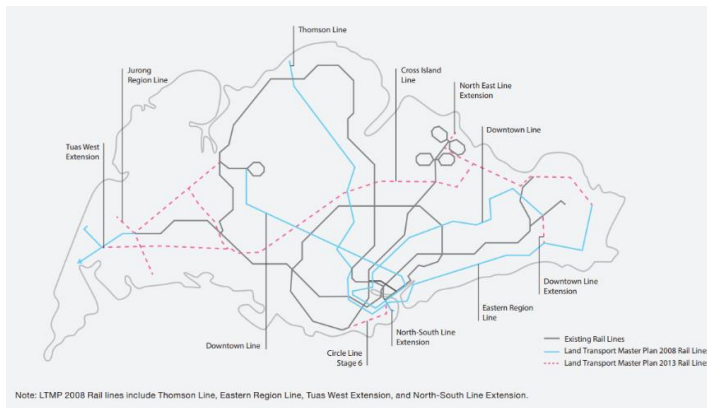 Thomson Line
Jurong
Region Line
Cross Island
Line
North East Line
Extension
Downtown Line
Tuas West
Extension
Downtown Line
Extension
Eastern Region
Line
North-South Line
Extension
Downtown Line
Circle Line
Stage 6
Existing Rail Lines
Land Transport Master Plan 2008 Rail Lines
Land Transport Master Plan 2013 Rail Lines
Note: LTMP 2008 Rail lines include Thomson Line, Eastern Region Line, Tuas West Extension, and North-South Line Extension.